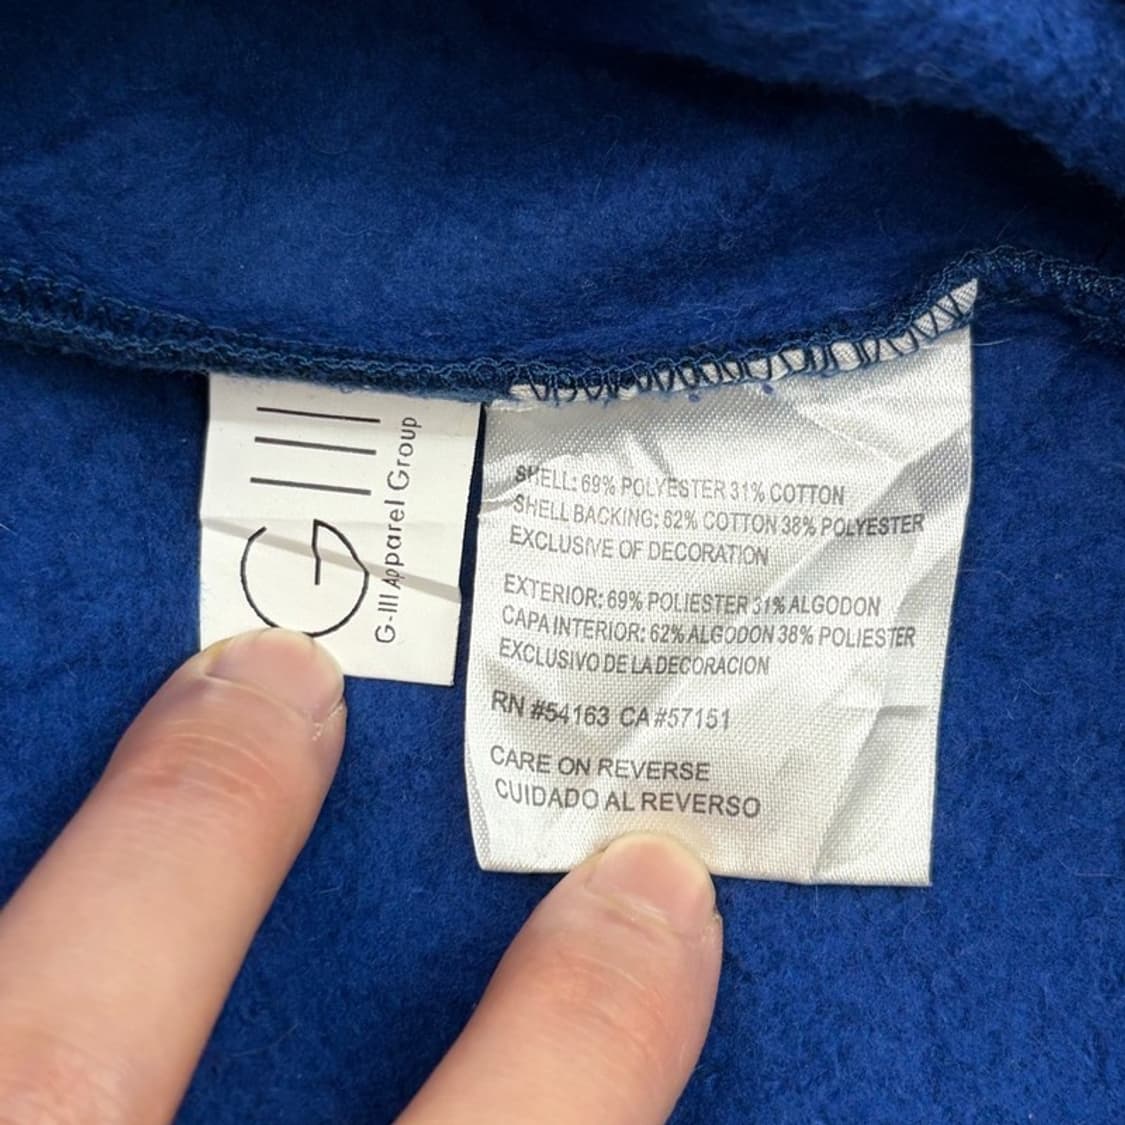 GIII
G-III Apparel Group
SHELL: 69% POLYESTER 31% COTTON
SHELL BACKING: 62% COTTON 38% POLYESTER
EXCLUSIVE OF DECORATION
EXTERIOR: 69% POLIESTER 31% ALGODON
CAPA INTERIOR: 62% ALGODON 38% POLIESTER
EXCLUSIVO DE LA DECORACION
RN #54163 CA #57151
CARE ON REVERSE
CUIDADO AL REVERSO